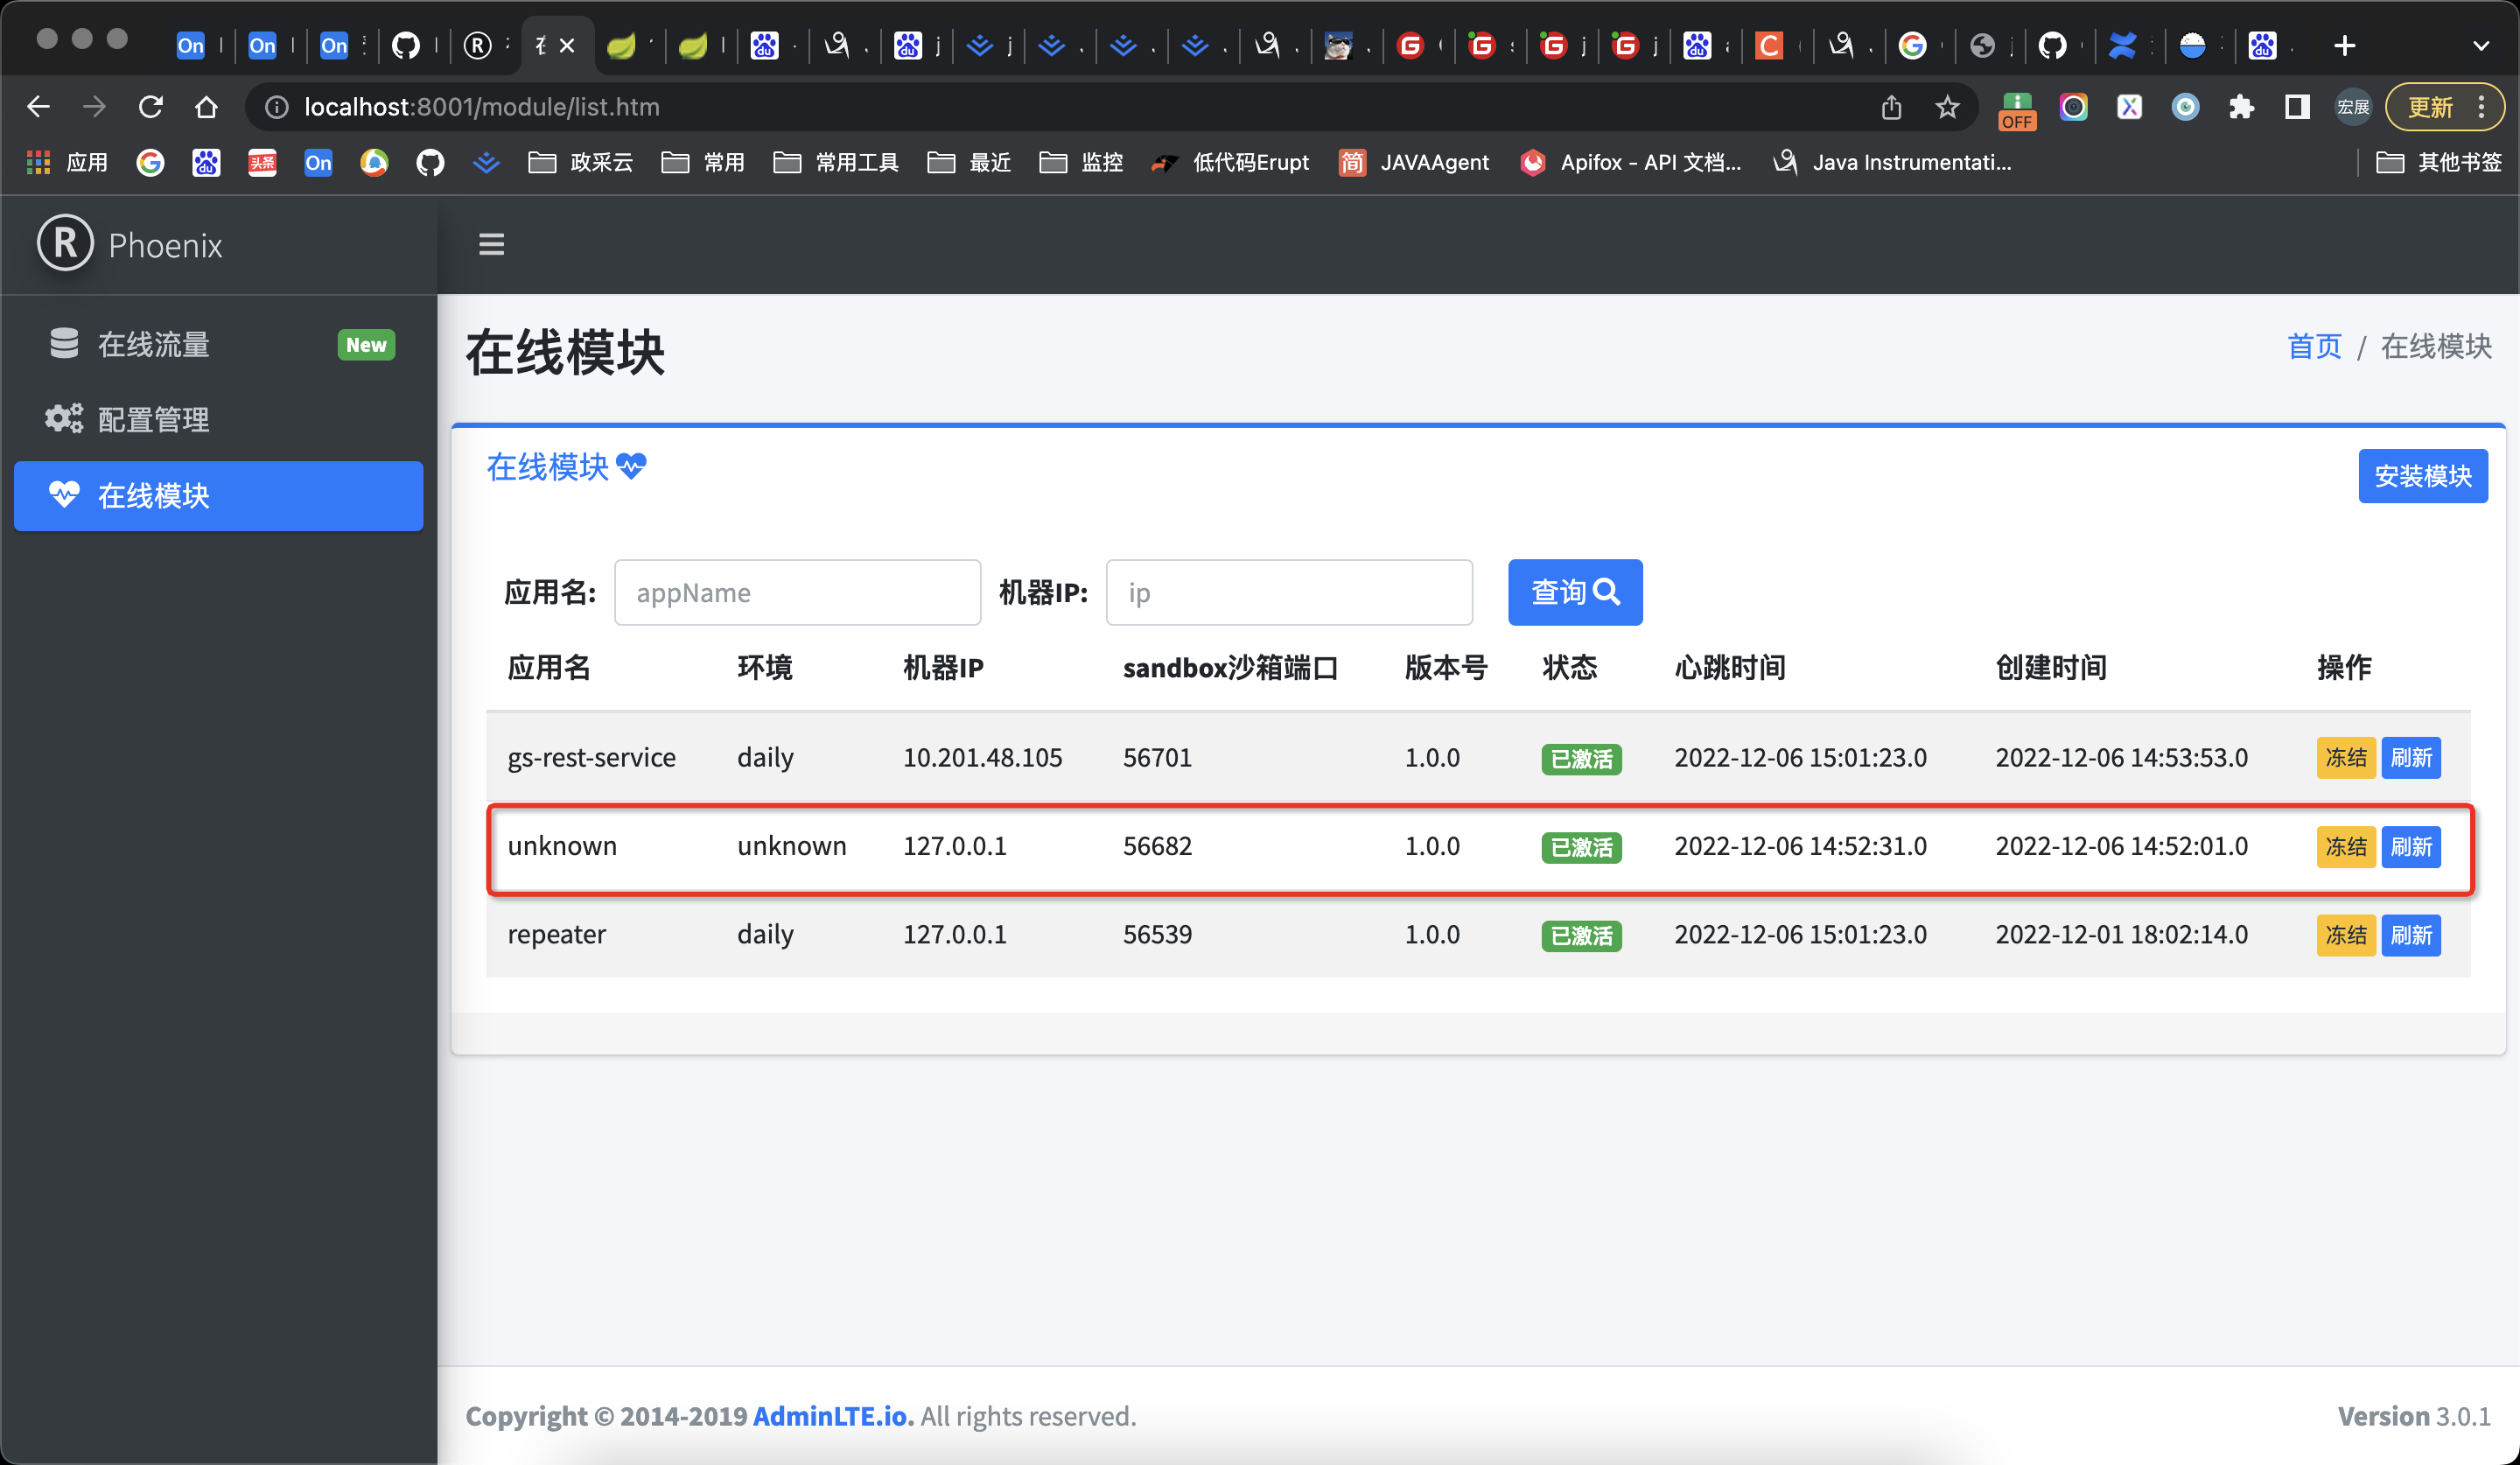 On
On
On
localhost:8001/module/list.htm
OFF
宏展
更新
应用
头条
On
政采云
常用
常用工具
最近
监控
低代码Erupt
简
JAVAAgent
Apifox - API 文档...
Java Instrumentati...
其他书签
R Phoenix
在线流量 New
配置管理
在线模块
在线模块
首页 / 在线模块
在线模块
安装模块
应用名: appName 机器IP: ip 查询
应用名 环境 机器IP sandbox沙箱端口 版本号 状态 心跳时间 创建时间 操作
gs-rest-service daily 10.201.48.105 56701 1.0.0 已激活 2022-12-06 15:01:23.0 2022-12-06 14:53:53.0 冻结 刷新
unknown unknown 127.0.0.1 56682 1.0.0 已激活 2022-12-06 14:52:31.0 2022-12-06 14:52:01.0 冻结 刷新
repeater daily 127.0.0.1 56539 1.0.0 已激活 2022-12-06 15:01:23.0 2022-12-01 18:02:14.0 冻结 刷新
Copyright © 2014-2019 AdminLTE.io. All rights reserved.
Version 3.0.1